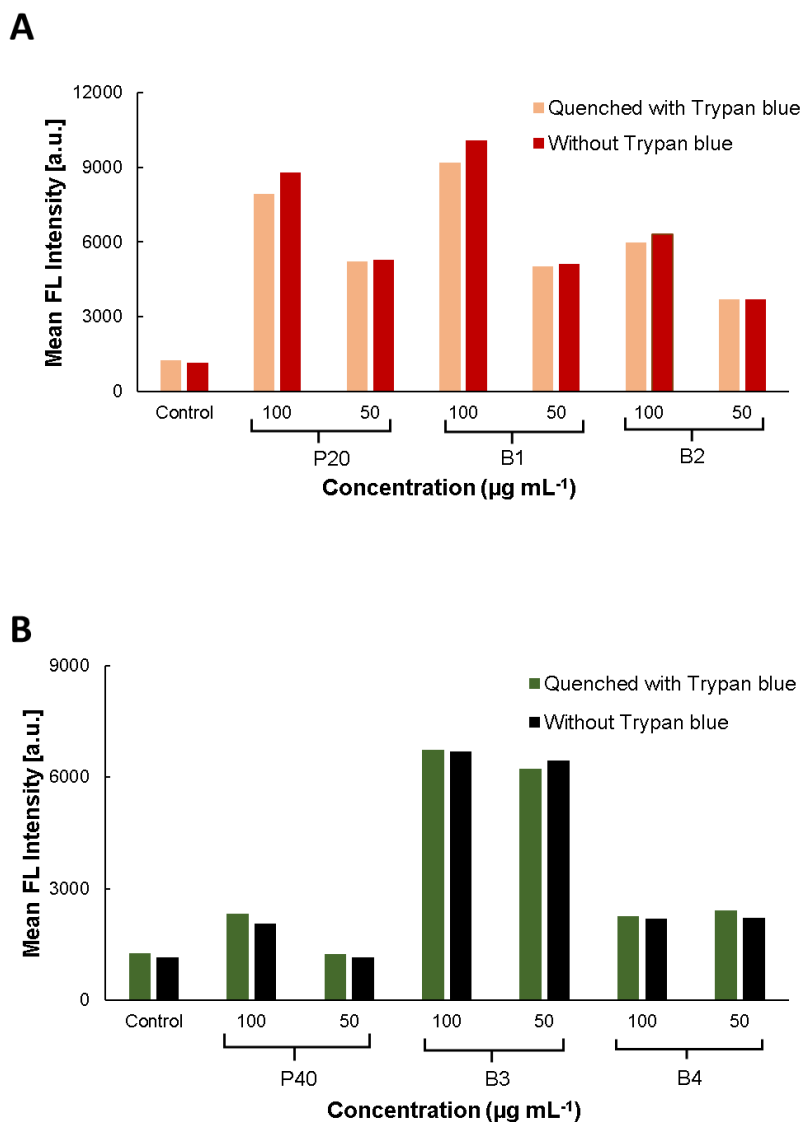 A
12000
9000
6000
3000
0
Mean FL Intensity [a.u.]
Quenched with Trypan blue
Without Trypan blue
Control 100 50 100 50 100 50
P20 B1 B2
Concentration (µg mL⁻¹)
B
9000
6000
3000
0
Mean FL Intensity [a.u.]
Quenched with Trypan blue
Without Trypan blue
Control 100 50 100 50 100 50
P40 B3 B4
Concentration (µg mL⁻¹)